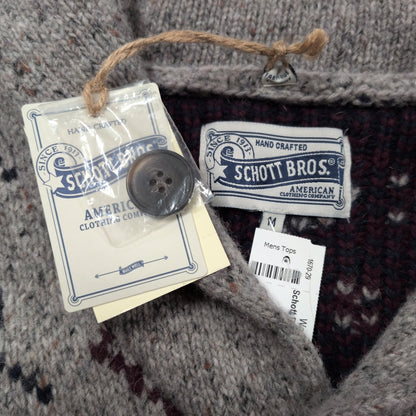 HAND CRAFTED
SINCE 1913
SCHOTT BROS.
AMERICAN
CLOTHING COMPANY
HAND CRAFTED
SINCE 1913
SCHOTT BROS.
AMERICAN
CLOTHING COMPANY
M
Mens Tops
Schott